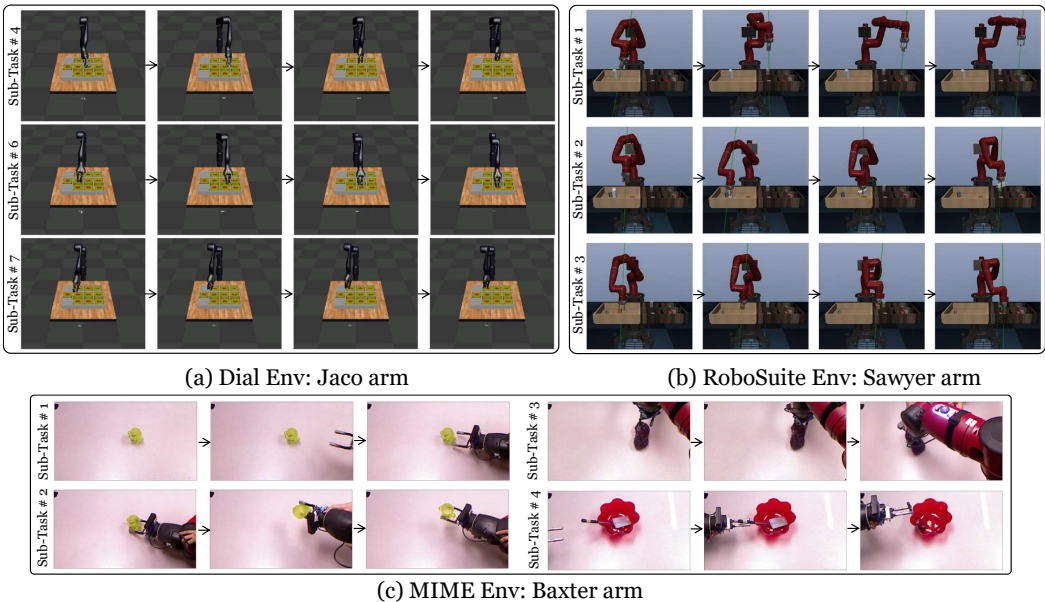 Sub-Task # 4
Sub-Task # 6
Sub-Task # 7
(a) Dial Env: Jaco arm
Sub-Task # 1
Sub-Task # 2
Sub-Task # 3
(b) RoboSuite Env: Sawyer arm
Sub-Task # 1
Sub-Task # 2
Sub-Task # 3
Sub-Task # 4
(c) MIME Env: Baxter arm